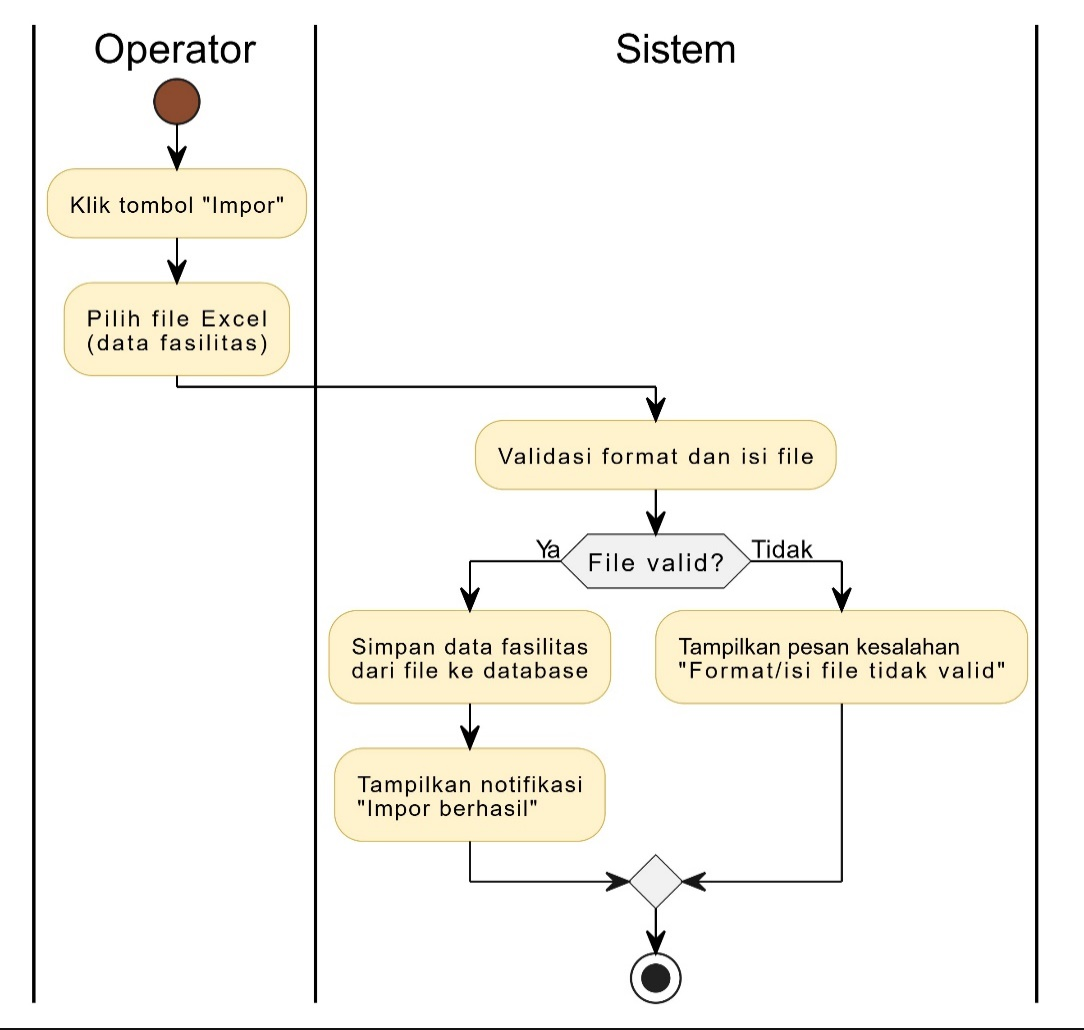 Operator
Sistem
Klik tombol "Impor"
Pilih file Excel
(data fasilitas)
Validasi format dan isi file
Ya
File valid?
Tidak
Simpan data fasilitas
dari file ke database
Tampilkan pesan kesalahan
"Format/isi file tidak valid"
Tampilkan notifikasi
"Impor berhasil"